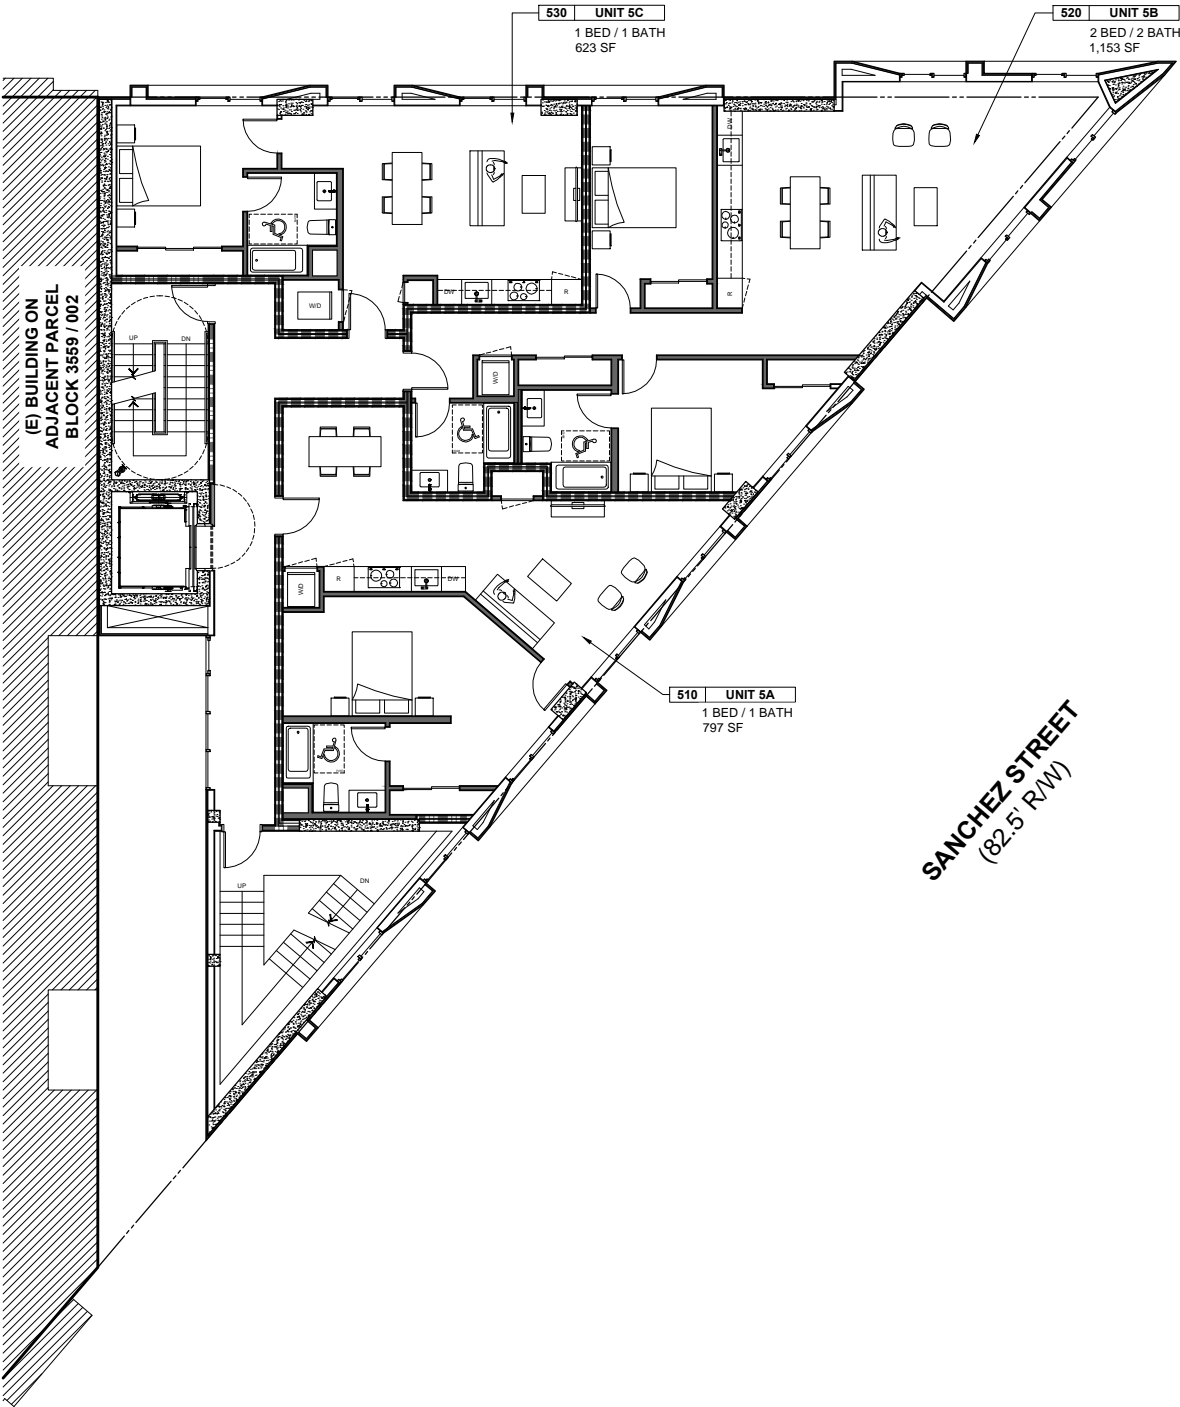 530 UNIT 5C
1 BED / 1 BATH
623 SF
520 UNIT 5B
2 BED / 2 BATH
1,153 SF
DW
R
DW
R
W/D
(E) BUILDING ON
ADJACENT PARCEL
BLOCK 3559 / 002
UP
DN
W/D
R
DW
W/D
510 UNIT 5A
1 BED / 1 BATH
797 SF
SANCHEZ STREET
(82.5' R/W)
UP
DN